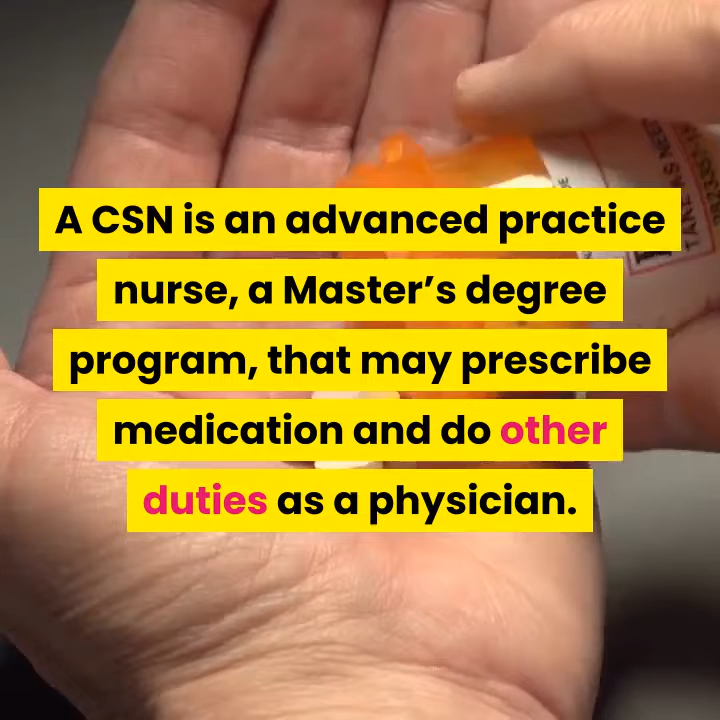 A CSN is an advanced practice
nurse, a Master’s degree
program, that may prescribe
medication and do other
duties as a physician.